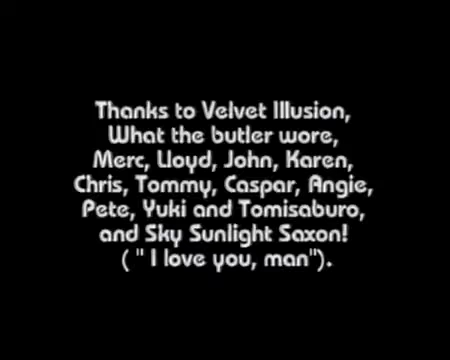 Thanks to Velvet Illusion,
What the butler wore,
Merc, Lloyd, John, Karen,
Chris, Tommy, Caspar, Angie,
Pete, Yuki and Tomisaburo,
and Sky Sunlight Saxon!
( " I love you, man").